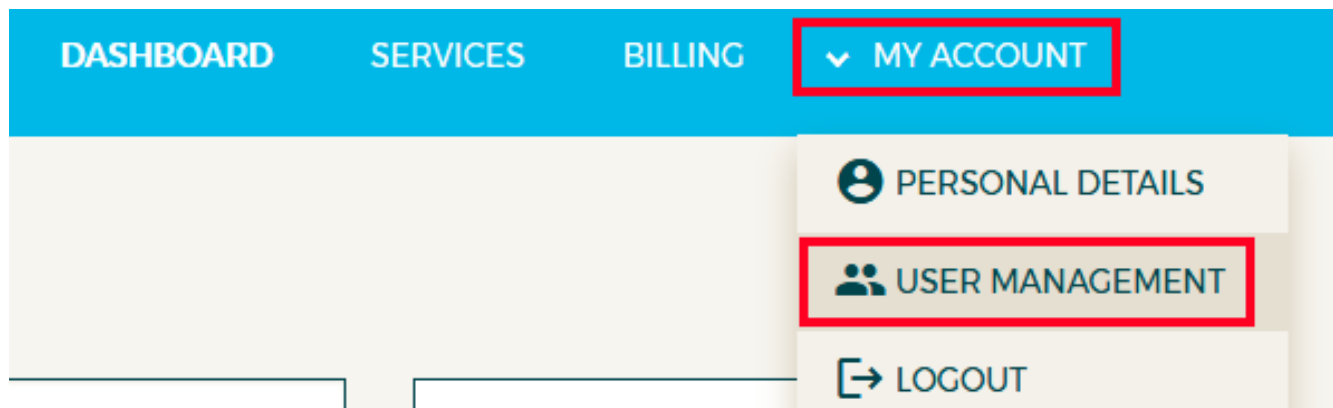 DASHBOARD SERVICES BILLING MY ACCOUNT
PERSONAL DETAILS
USER MANAGEMENT
LOGOUT